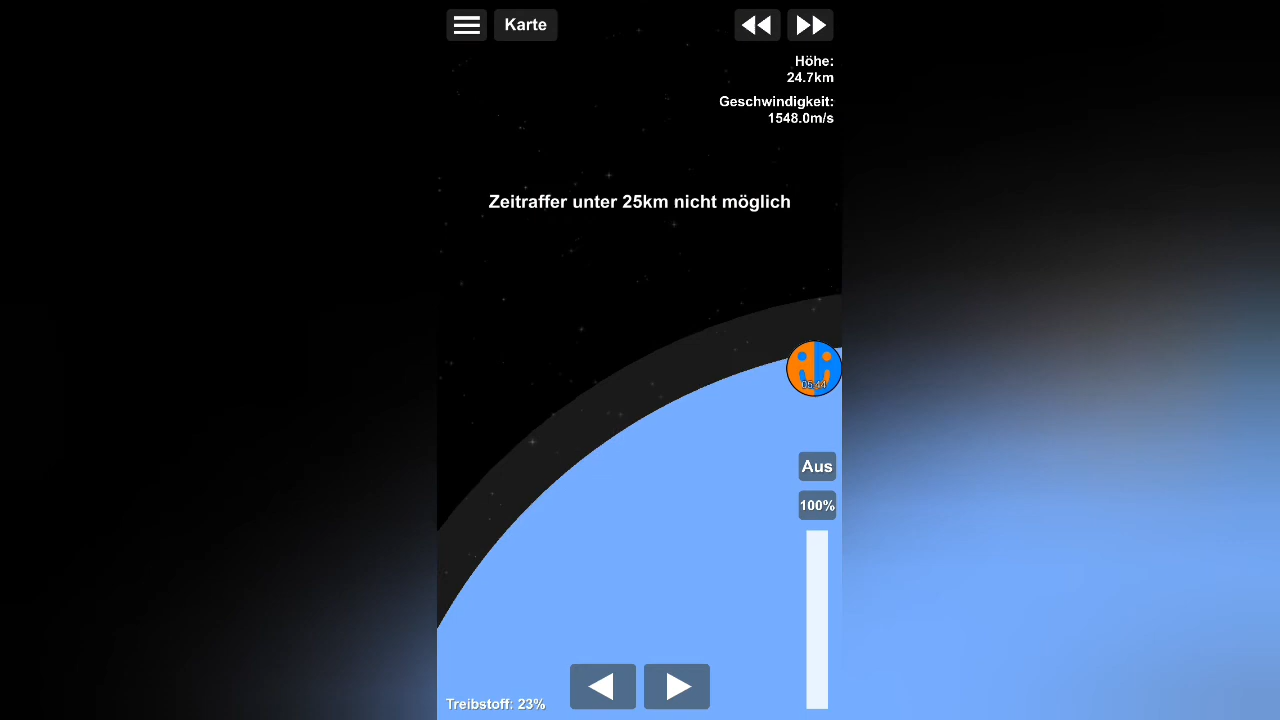 Karte
Höhe:
24.7km
Geschwindigkeit:
1548.0m/s
Zeitraffer unter 25km nicht möglich
05:44
Aus
100%
Treibstoff: 23%